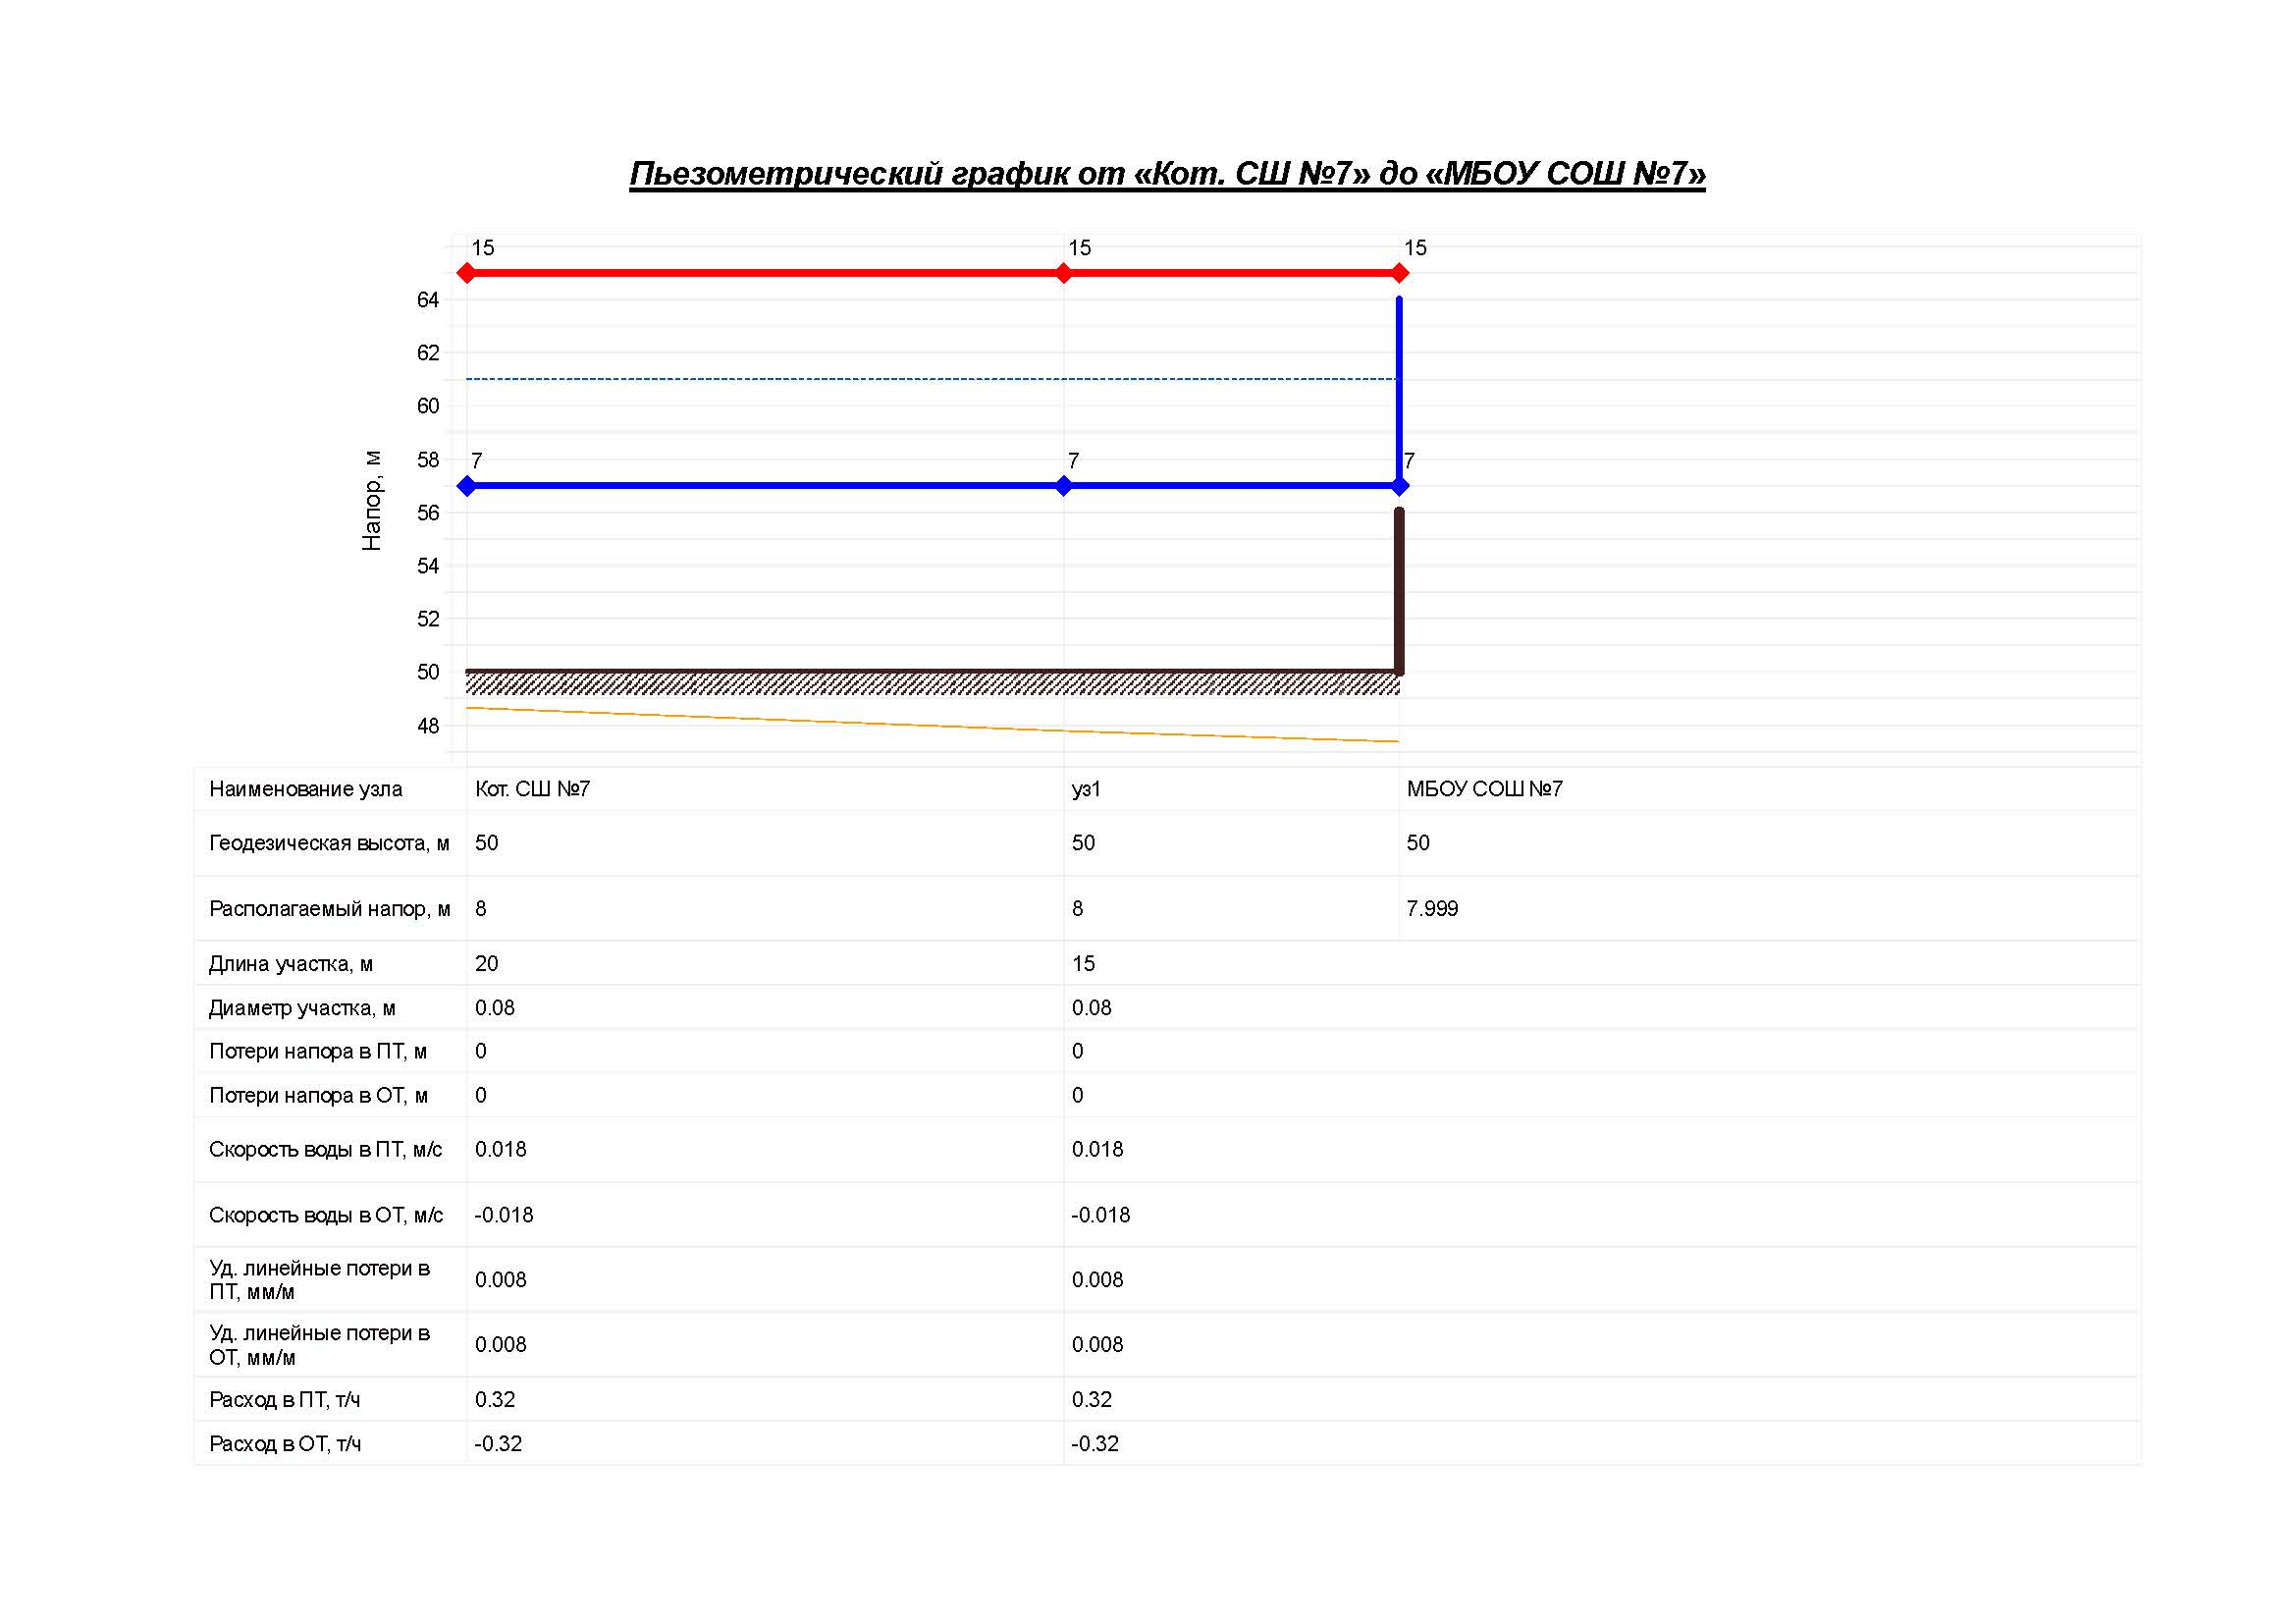 Пьезометрический график от «Кот. СШ №7» до «МБОУ СОШ №7»
15 15 15
64
62
60
58 7 7 7
56
54
52
50
48
Напор, м
Наименование узла Кот. СШ №7 уз1 МБОУ СОШ №7
Геодезическая высота, м 50 50 50
Располагаемый напор, м 8 8 7.999
Длина участка, м 20 15
Диаметр участка, м 0.08 0.08
Потери напора в ПТ, м 0 0
Потери напора в ОТ, м 0 0
Скорость воды в ПТ, м/с 0.018 0.018
Скорость воды в ОТ, м/с -0.018 -0.018
Уд. линейные потери в
ПТ, мм/м 0.008 0.008
Уд. линейные потери в
ОТ, мм/м 0.008 0.008
Расход в ПТ, т/ч 0.32 0.32
Расход в ОТ, т/ч -0.32 -0.32